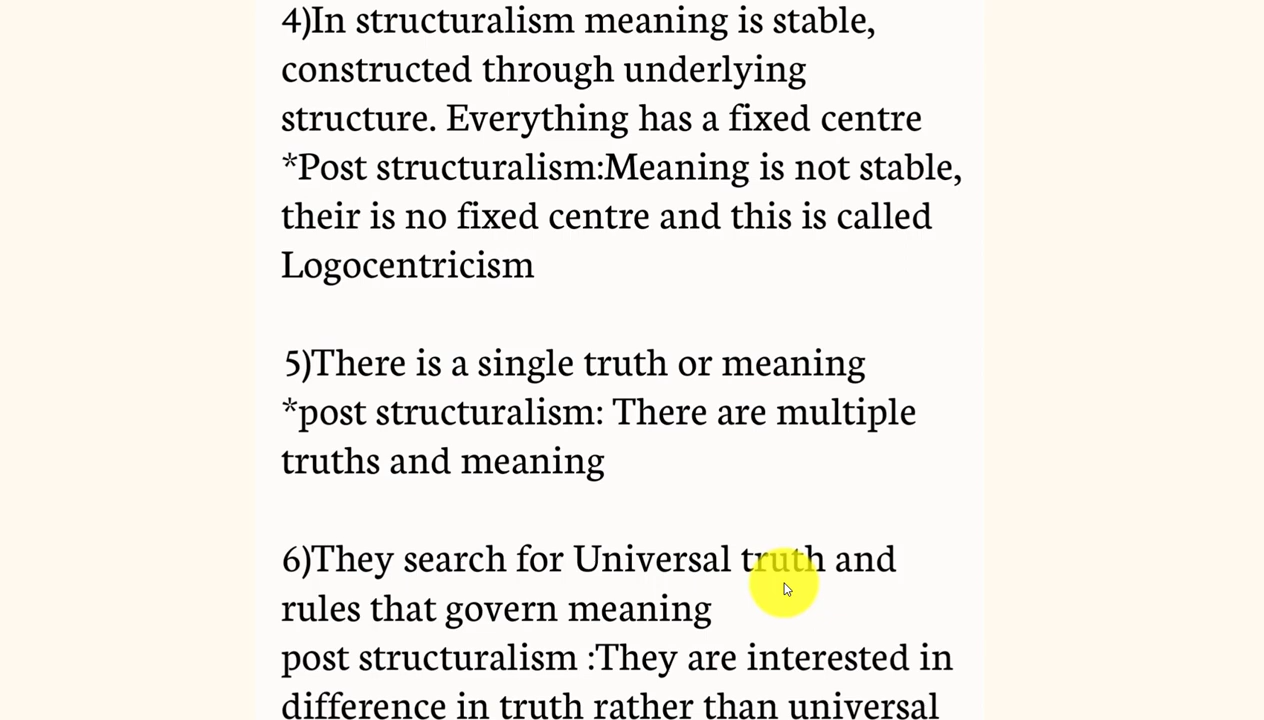 4)In structuralism meaning is stable,
constructed through underlying
structure. Everything has a fixed centre
*Post structuralism:Meaning is not stable,
their is no fixed centre and this is called
Logocentricism
5)There is a single truth or meaning
*post structuralism: There are multiple
truths and meaning
6)They search for Universal truth and
rules that govern meaning
post structuralism :They are interested in
difference in truth rather than universal